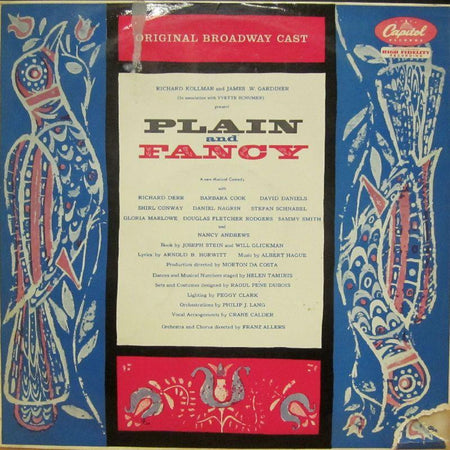 ORIGINAL BROADWAY CAST
Capitol
RECORDS
HIGH FIDELITY
RECORDING
RICHARD KOLLMAR and JAMES W. GARDINER
(in association with YVETTE SCHUMER)
present
PLAIN
and
FANCY
A new Musical Comedy
with
RICHARD DERR BARBARA COOK DAVID DANIELS
SHIRL CONWAY DANIEL NAGRIN STEFAN SCHNABEL
GLORIA MARLOWE DOUGLAS FLETCHER RODGERS SAMMY SMITH
and
NANCY ANDREWS
Book by JOSEPH STEIN and WILL GLICKMAN
Lyrics by ARNOLD B. HORWITT Music by ALBERT HAGUE
Production directed by MORTON DA COSTA
Dances and Musical Numbers staged by HELEN TAMIRIS
Sets and Costumes designed by RAOUL PENE DUBOIS
Lighting by PEGGY CLARK
Orchestrations by PHILIP J. LANG
Vocal Arrangements by CRANE CALDER
Orchestra and Chorus directed by FRANZ ALLERS